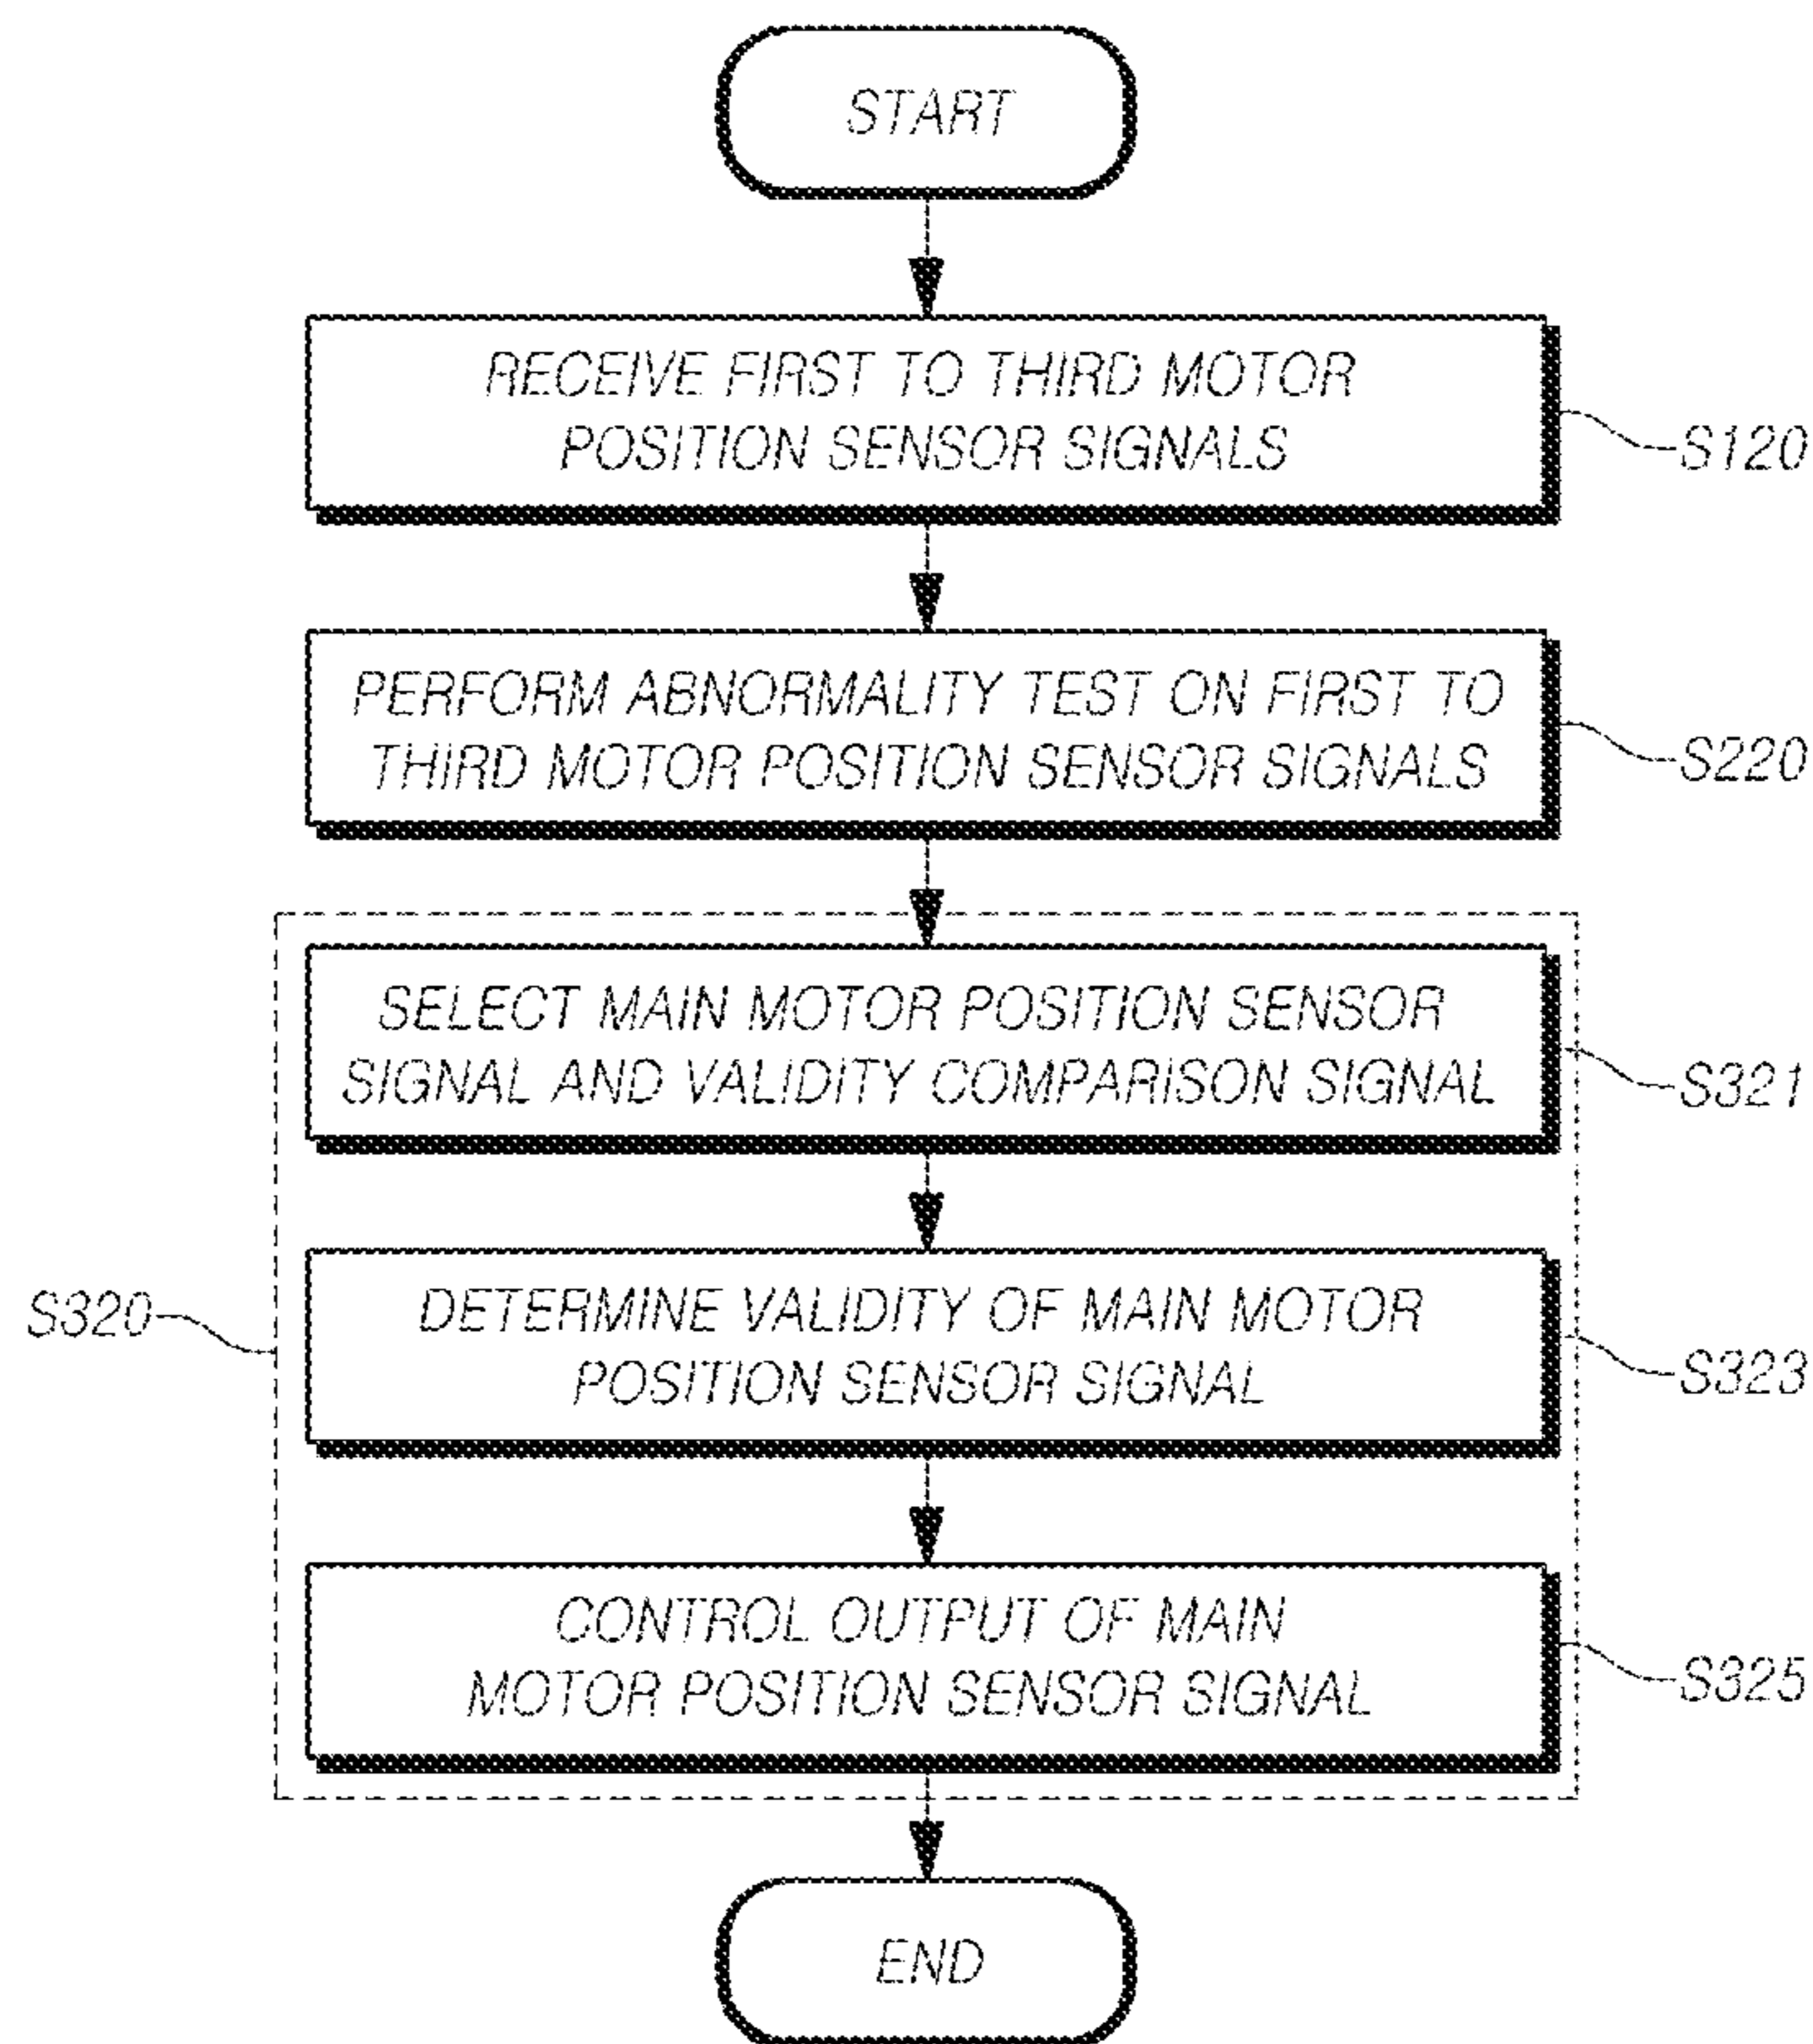 START
RECEIVE FIRST TO THIRD MOTOR
POSITION SENSOR SIGNALS
S120
PERFORM ABNORMALITY TEST ON FIRST TO
THIRD MOTOR POSITION SENSOR SIGNALS
S220
SELECT MAIN MOTOR POSITION SENSOR
SIGNAL AND VALIDITY COMPARISON SIGNAL
S321
S320
DETERMINE VALIDITY OF MAIN MOTOR
POSITION SENSOR SIGNAL
S323
CONTROL OUTPUT OF MAIN
MOTOR POSITION SENSOR SIGNAL
S325
END